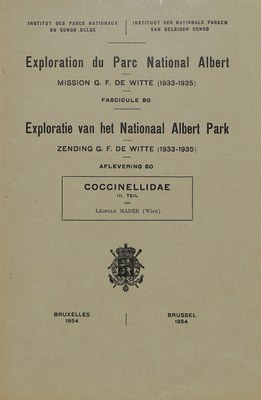 INSTITUT DES PARCS NATIONAUX
DU CONGO BELGE
INSTITUUT DER NATIONALE PARKEN
VAN BELGISCH CONGO
Exploration du Parc National Albert
MISSION G. F. DE WITTE (1933-1935)
FASCICULE 80
Exploratie van het Nationaal Albert Park
ZENDING G. F. DE WITTE (1933-1935)
AFLEVERING 80
COCCINELLIDAE
III. TEIL
VON
Leopold MADER (Wien)
BRUXELLES
1954
BRUSSEL
1954